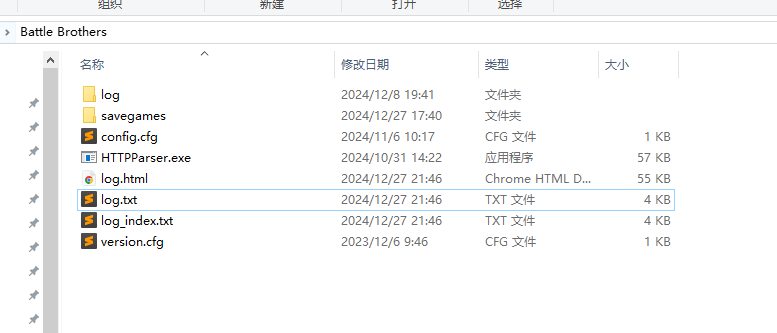 组织 新建 打开 选择
Battle Brothers
名称 修改日期 类型 大小
log 2024/12/8 19:41 文件夹
savegames 2024/12/27 17:40 文件夹
config.cfg 2024/11/6 10:17 CFG 文件 1 KB
HTTPParser.exe 2024/10/31 14:22 应用程序 57 KB
log.html 2024/12/27 21:46 Chrome HTML D... 55 KB
log.txt 2024/12/27 21:46 TXT 文件 4 KB
log_index.txt 2024/12/27 21:46 TXT 文件 4 KB
version.cfg 2023/12/6 9:46 CFG 文件 1 KB